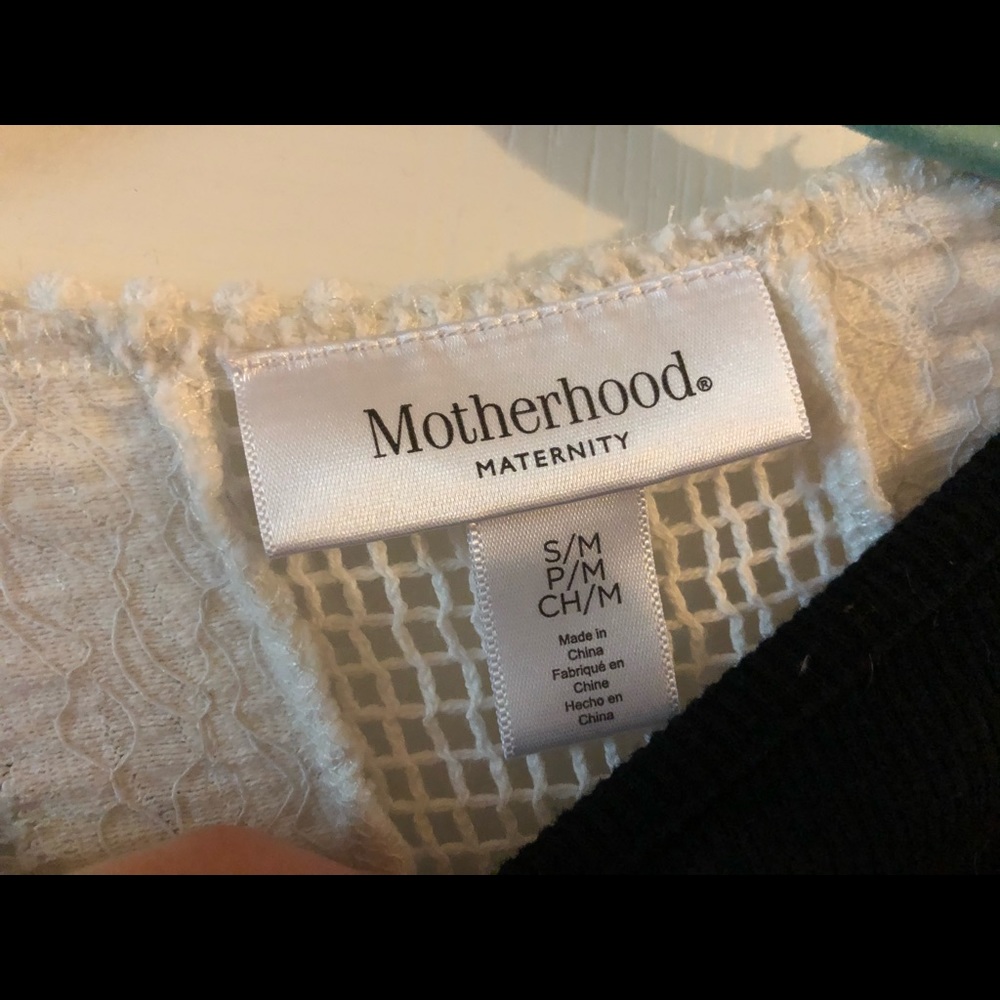 Motherhood®
MATERNITY
S/M
P/M
CH/M
Made in
China
Fabriqué en
Chine
Hecho en
China